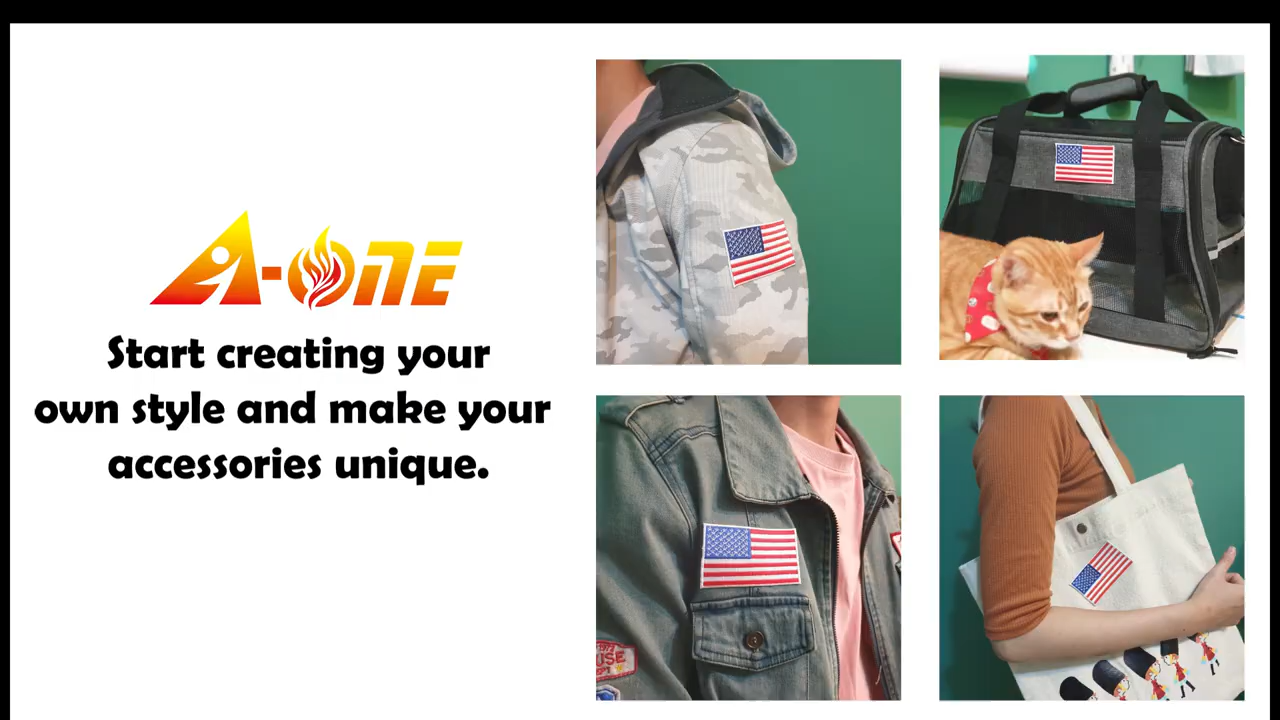 A-ONE
Start creating your
own style and make your
accessories unique.
USE